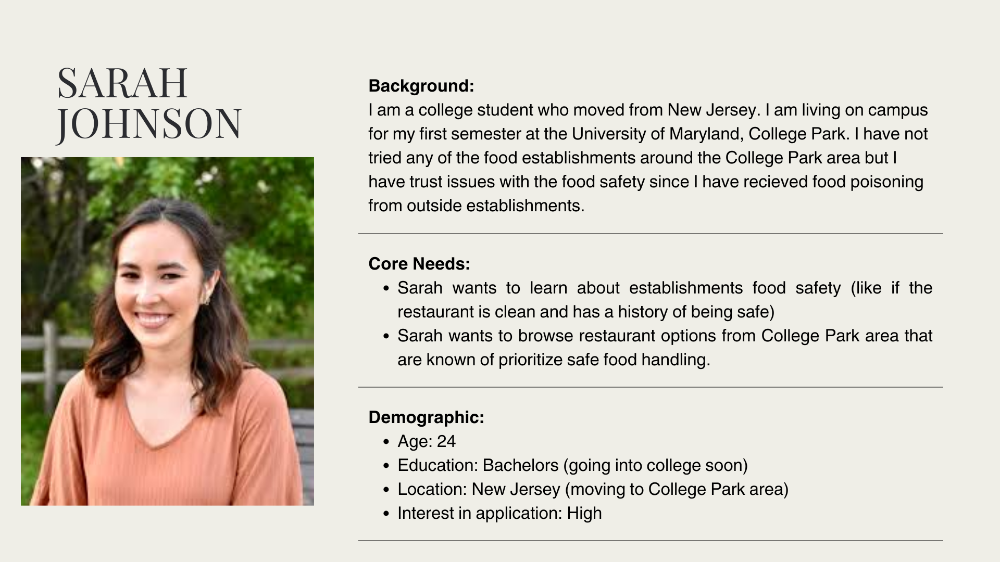 SARAH
JOHNSON
Background:
I am a college student who moved from New Jersey. I am living on campus
for my first semester at the University of Maryland, College Park. I have not
tried any of the food establishments around the College Park area but I
have trust issues with the food safety since I have recieved food poisoning
from outside establishments.
Core Needs:
• Sarah wants to learn about establishments food safety (like if the
restaurant is clean and has a history of being safe)
• Sarah wants to browse restaurant options from College Park area that
are known of prioritize safe food handling.
Demographic:
• Age: 24
• Education: Bachelors (going into college soon)
• Location: New Jersey (moving to College Park area)
• Interest in application: High